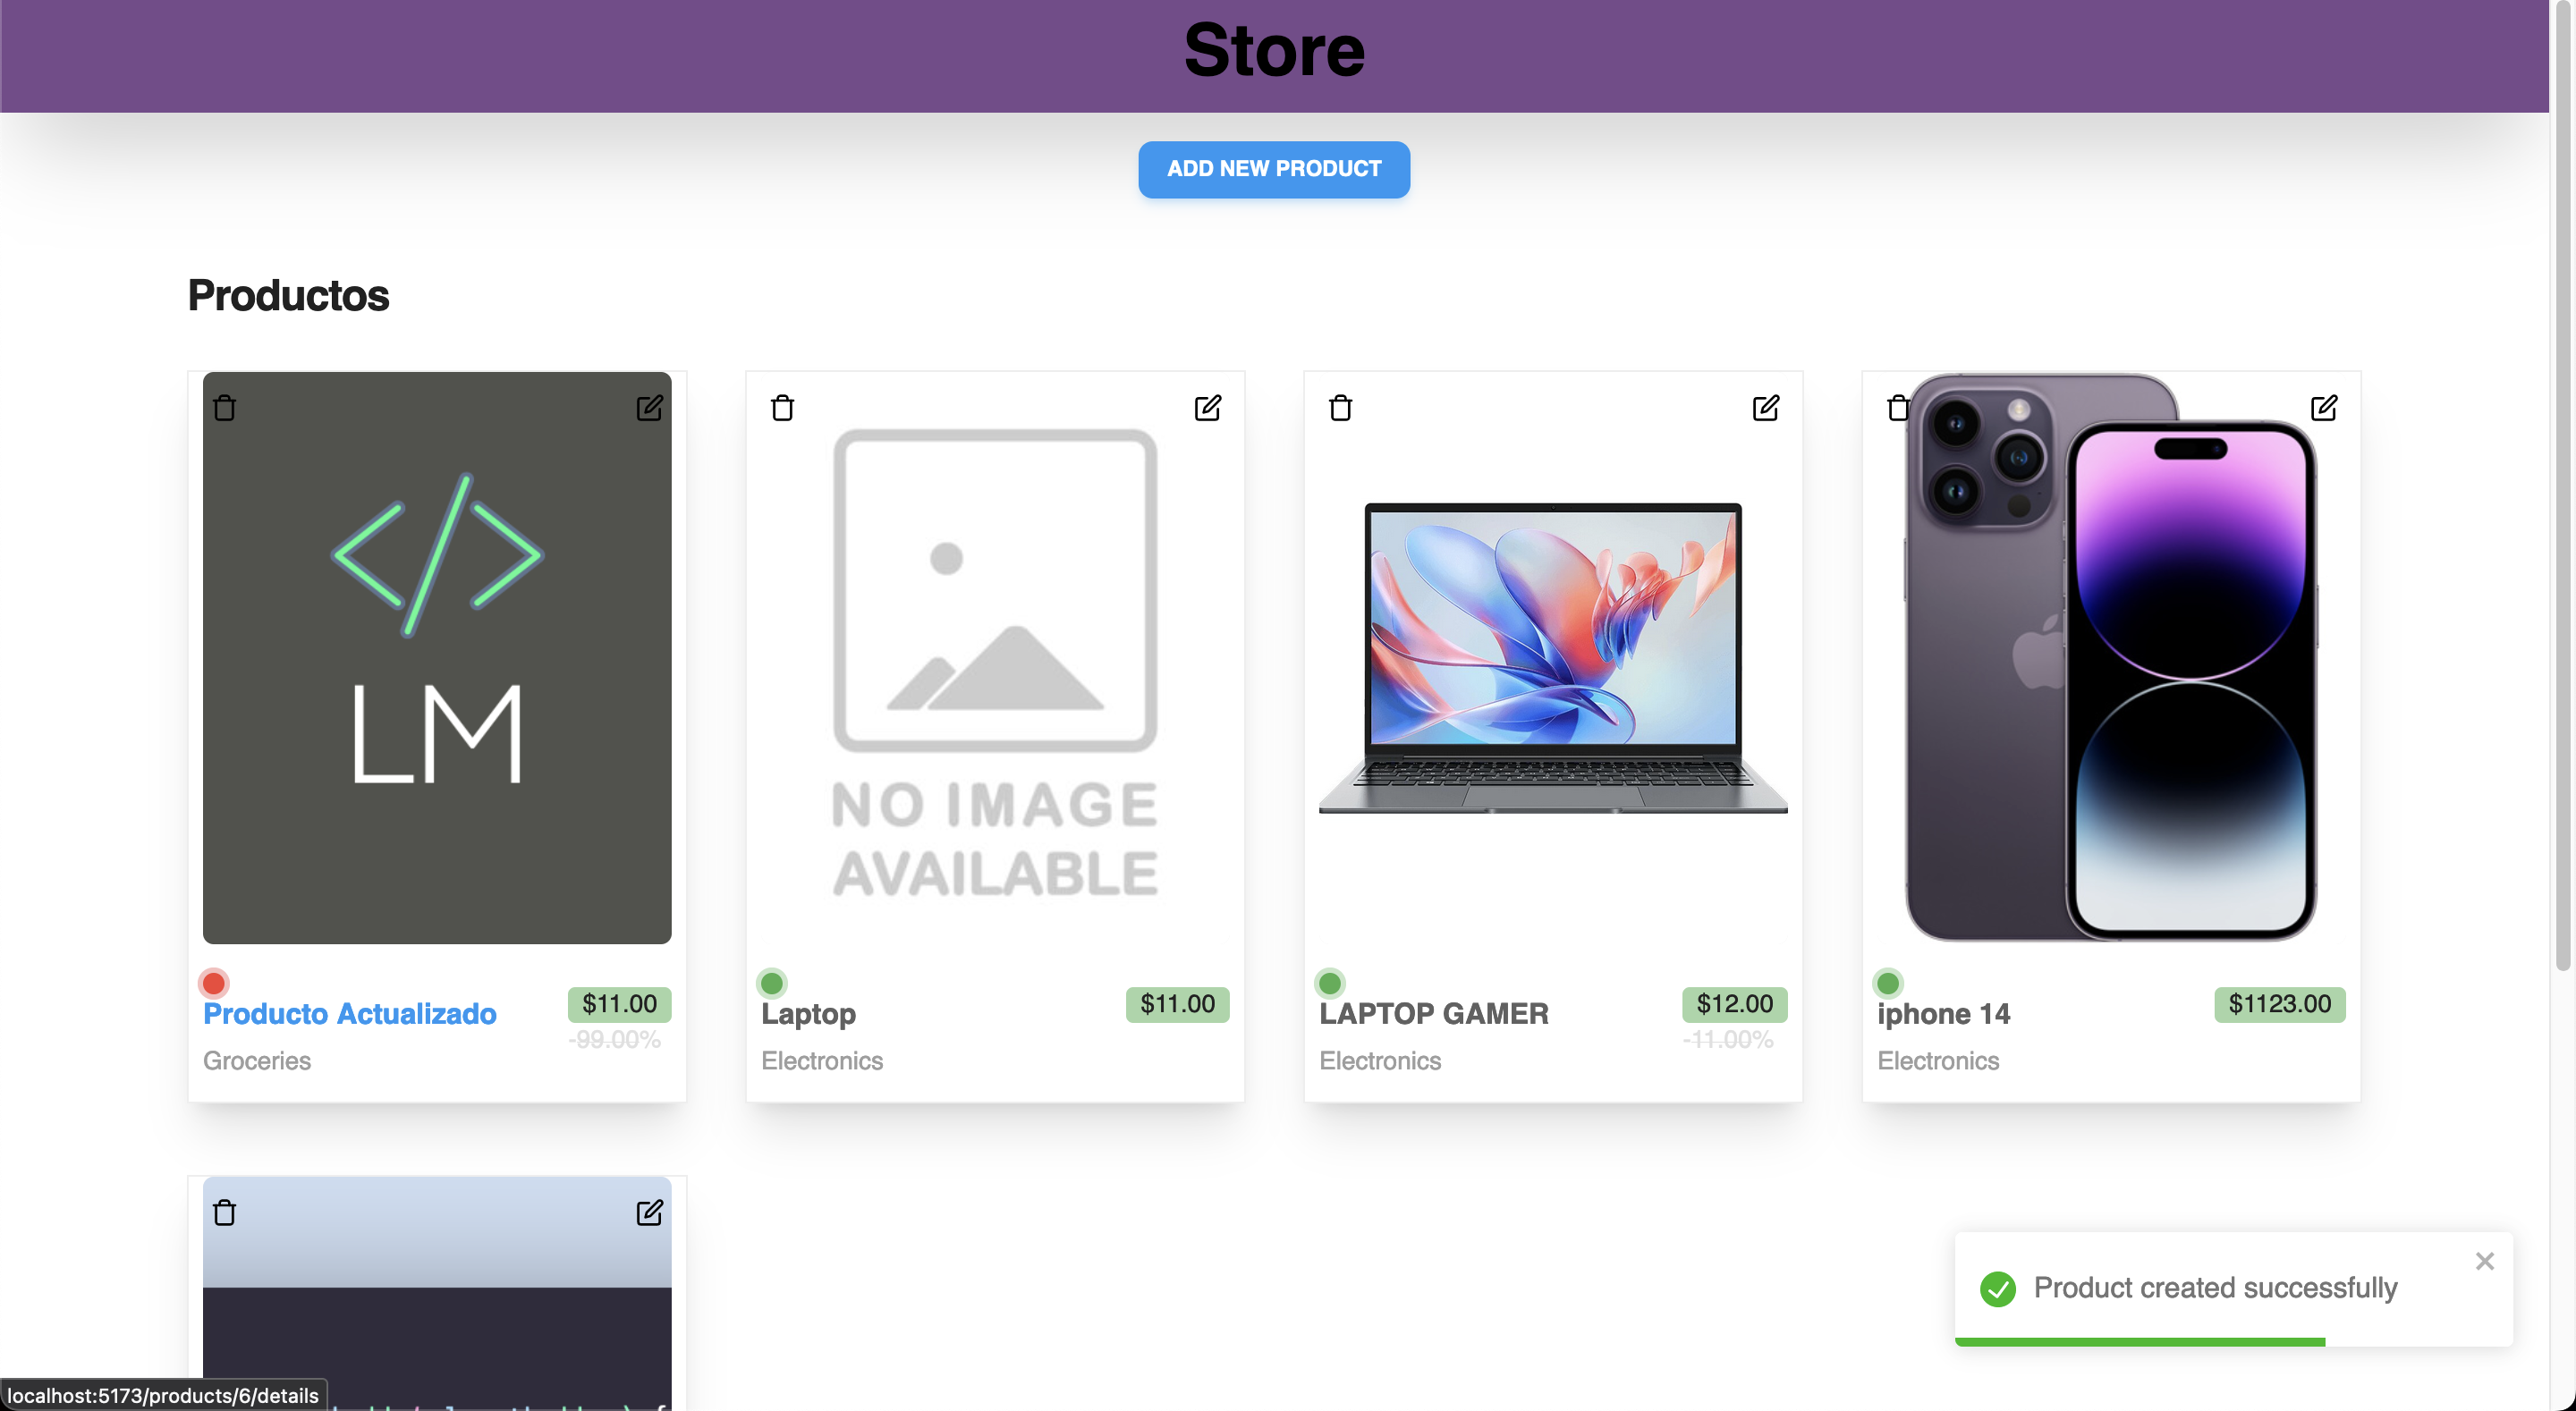 Store
ADD NEW PRODUCT
Productos
LM
NO IMAGE
AVAILABLE
Producto Actualizado
$11.00
-99.00%
Groceries
Laptop
$11.00
Electronics
LAPTOP GAMER
$12.00
-11.00%
Electronics
iphone 14
$1123.00
Electronics
Product created successfully
localhost:5173/products/6/details